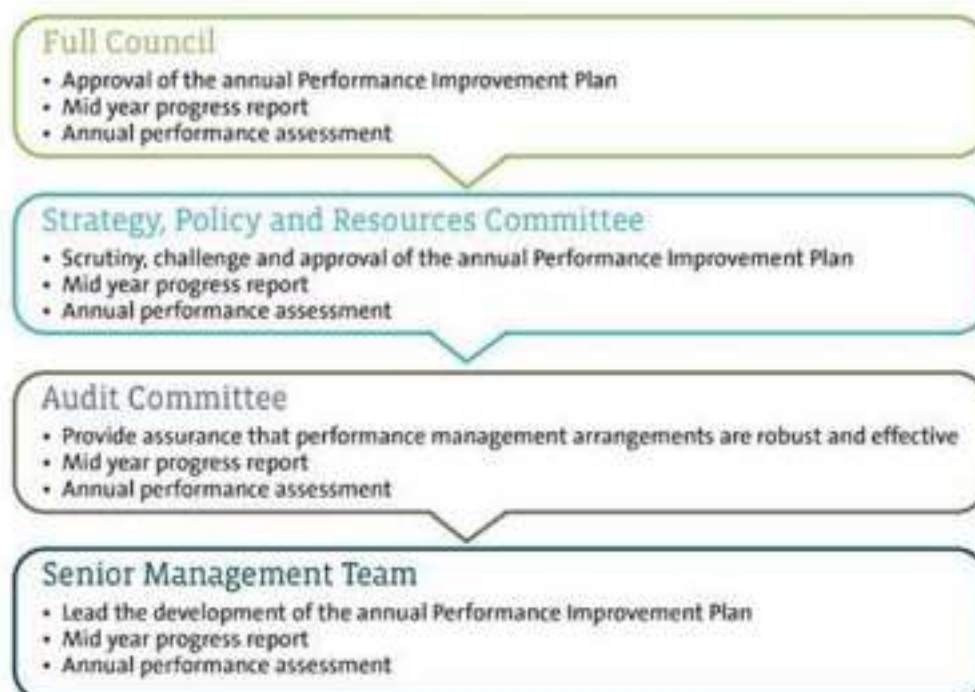 Full Council
• Approval of the annual Performance Improvement Plan
• Mid year progress report
• Annual performance assessment
Strategy, Policy and Resources Committee
• Scrutiny, challenge and approval of the annual Performance Improvement Plan
• Mid year progress report
• Annual performance assessment
Audit Committee
• Provide assurance that performance management arrangements are robust and effective
• Mid year progress report
• Annual performance assessment
Senior Management Team
• Lead the development of the annual Performance Improvement Plan
• Mid year progress report
• Annual performance assessment